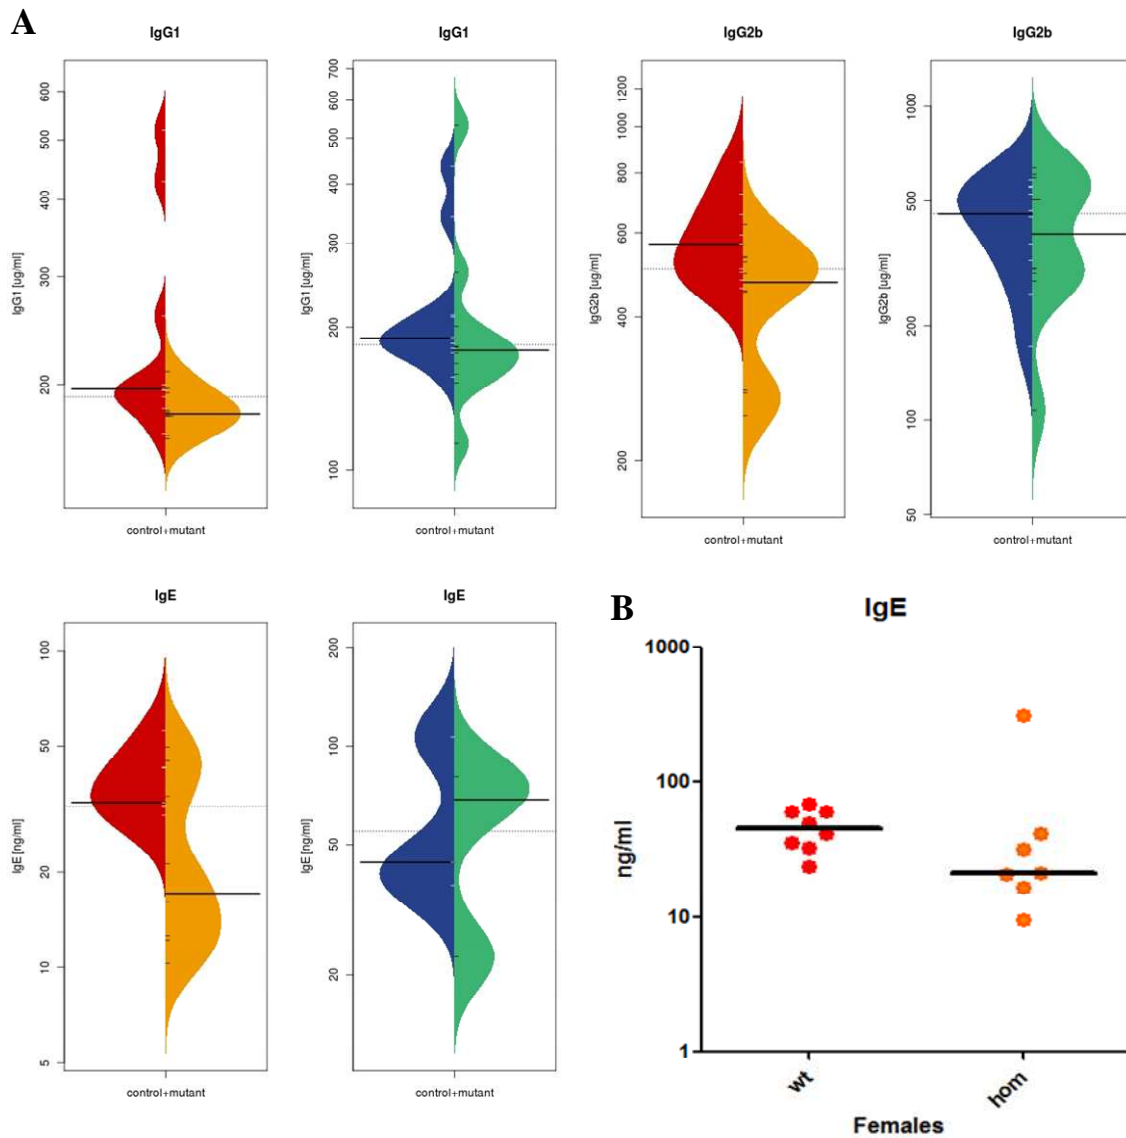 A
IgG1
IgG1 [ug/ml]
600
500
400
300
200
control+mutant
IgG1
IgG1 [ug/ml]
700
600
500
400
300
200
100
control+mutant
IgG2b
IgG2b [ug/ml]
1200
1000
800
600
400
200
control+mutant
IgG2b
IgG2b [ug/ml]
1000
500
200
100
50
control+mutant
IgE
IgE [ng/ml]
100
50
20
10
5
control+mutant
IgE
IgE [ng/ml]
200
100
50
20
control+mutant
B
IgE
ng/ml
1000
100
10
1
wt
hom
Females